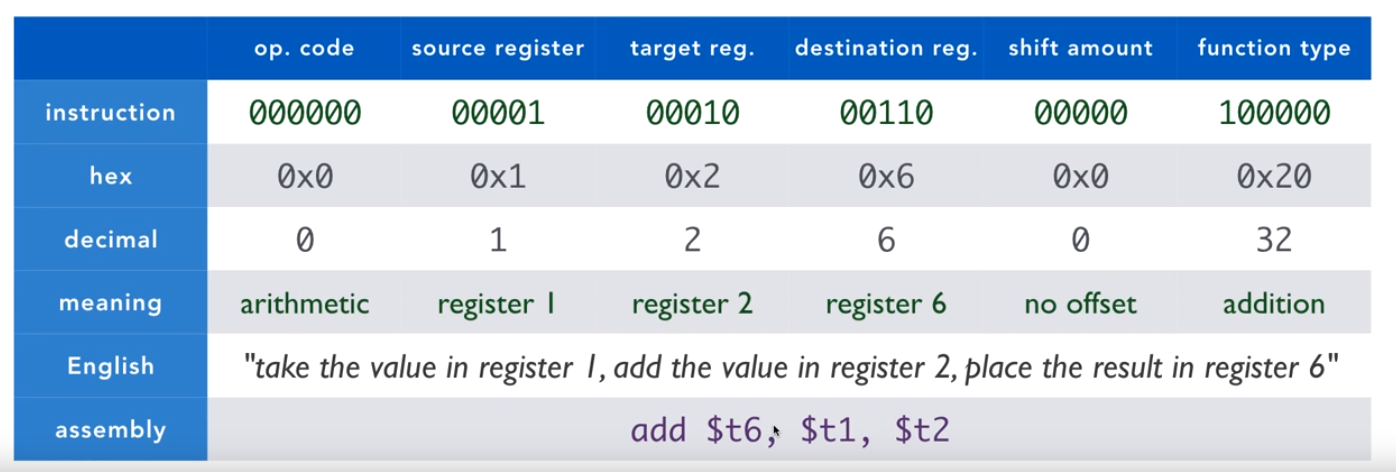 op. code source register target reg. destination reg. shift amount function type
instruction 000000 00001 00010 00110 00000 100000
hex 0x0 0x1 0x2 0x6 0x0 0x20
decimal 0 1 2 6 0 32
meaning arithmetic register 1 register 2 register 6 no offset addition
English "take the value in register 1, add the value in register 2, place the result in register 6"
assembly add $t6, $t1, $t2